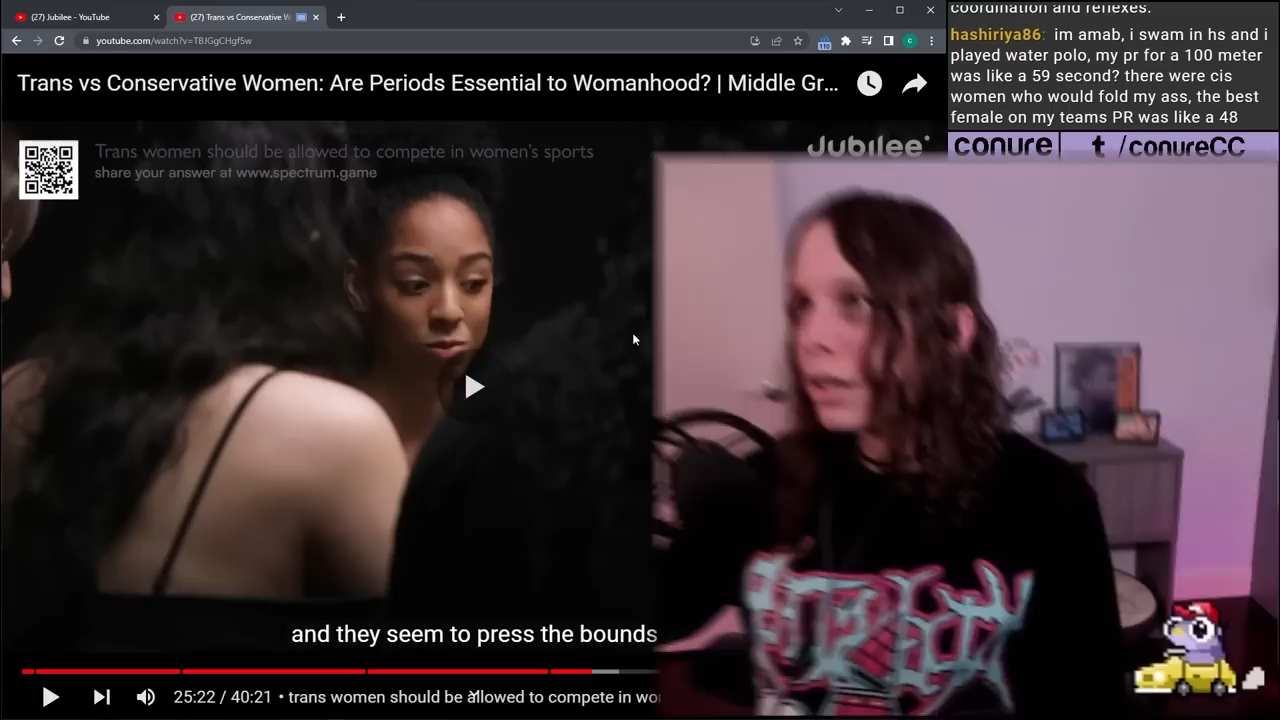 (27) Jubilee - YouTube
(27) Trans vs Conservative W
youtube.com/watch?v=TBJGgCHgf5w
coordination and reflexes.
hashiriya86: im amab, i swam in hs and i
played water polo, my pr for a 100 meter
was like a 59 second? there were cis
women who would fold my ass, the best
female on my teams PR was like a 48
conure t /conureCC
Trans vs Conservative Women: Are Periods Essential to Womanhood? | Middle Gr...
Jubilee
Trans women should be allowed to compete in women's sports
share your answer at www.spectrum.game
and they seem to press the bounds
25:22 / 40:21 • trans women should be allowed to compete in wo